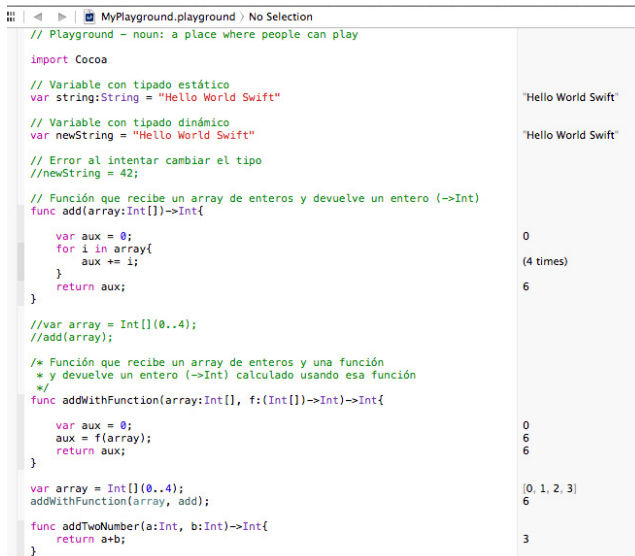 MyPlayground.playground 〉 No Selection
// Playground – noun: a place where people can play
import Cocoa
// Variable con tipado estático
var string:String = "Hello World Swift" "Hello World Swift"
// Variable con tipado dinámico
var newString = "Hello World Swift" "Hello World Swift"
// Error al intentar cambiar el tipo
//newString = 42;
// Función que recibe un array de enteros y devuelve un entero (->Int)
func add(array:Int[])->Int{
var aux = 0; 0
for i in array{
aux += i; (4 times)
}
return aux; 6
}
//var array = Int[](0..4);
//add(array);
/* Función que recibe un array de enteros y una función
* y devuelve un entero (->Int) calculado usando esa función
*/
func addWithFunction(array:Int[], f:(Int[])->Int)->Int{
var aux = 0; 0
aux = f(array); 6
return aux; 6
}
var array = Int[](0..4); [0, 1, 2, 3]
addWithFunction(array, add); 6
func addTwoNumber(a:Int, b:Int)->Int{
return a+b; 3
}